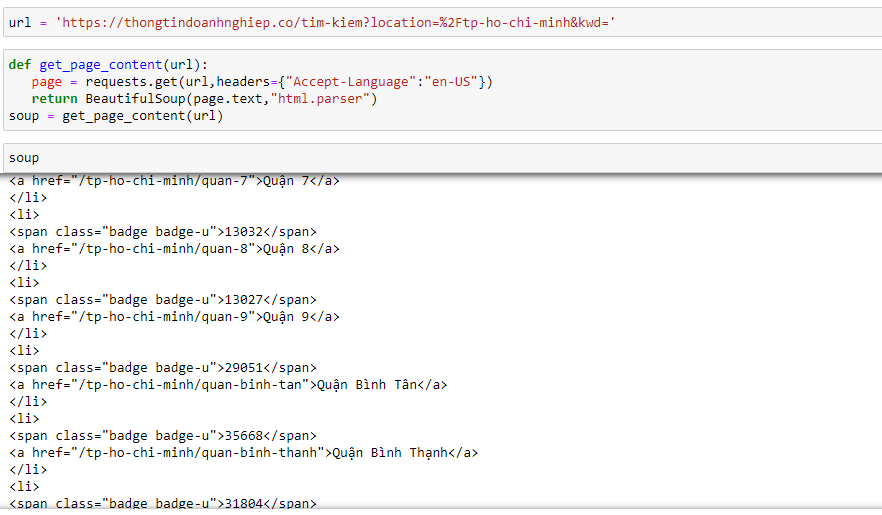 url = 'https://thongtindoanhnghiep.co/tim-kiem?location=%2Ftp-ho-chi-minh&kwd='
def get_page_content(url):
   page = requests.get(url,headers={"Accept-Language":"en-US"})
   return BeautifulSoup(page.text,"html.parser")
soup = get_page_content(url)
soup
<a href="/tp-ho-chi-minh/quan-7">Quận 7</a>
</li>
<li>
<span class="badge badge-u">13032</span>
<a href="/tp-ho-chi-minh/quan-8">Quận 8</a>
</li>
<li>
<span class="badge badge-u">13027</span>
<a href="/tp-ho-chi-minh/quan-9">Quận 9</a>
</li>
<li>
<span class="badge badge-u">29051</span>
<a href="/tp-ho-chi-minh/quan-binh-tan">Quận Bình Tân</a>
</li>
<li>
<span class="badge badge-u">35668</span>
<a href="/tp-ho-chi-minh/quan-binh-thanh">Quận Bình Thạnh</a>
</li>
<li>
<span class="badge badge-u">31804</span>